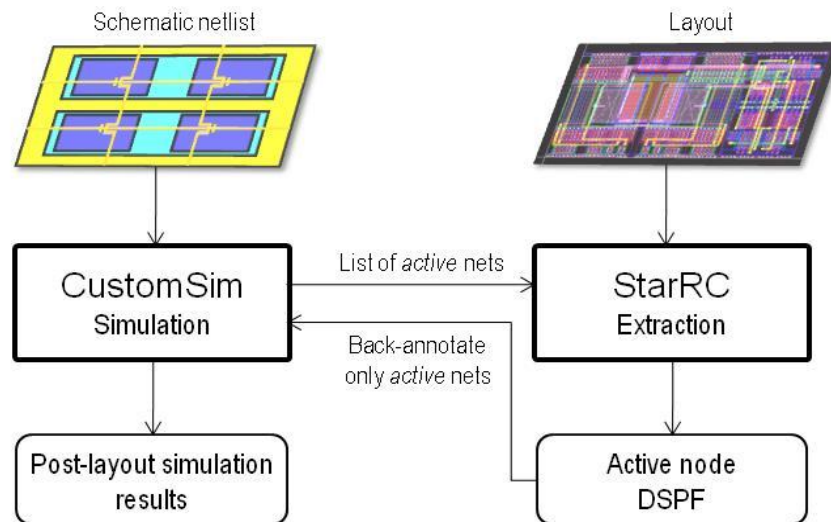 Schematic netlist
Layout
CustomSim
Simulation
List of active nets
StarRC
Extraction
Back-annotate
only active nets
Post-layout simulation
results
Active node
DSPF